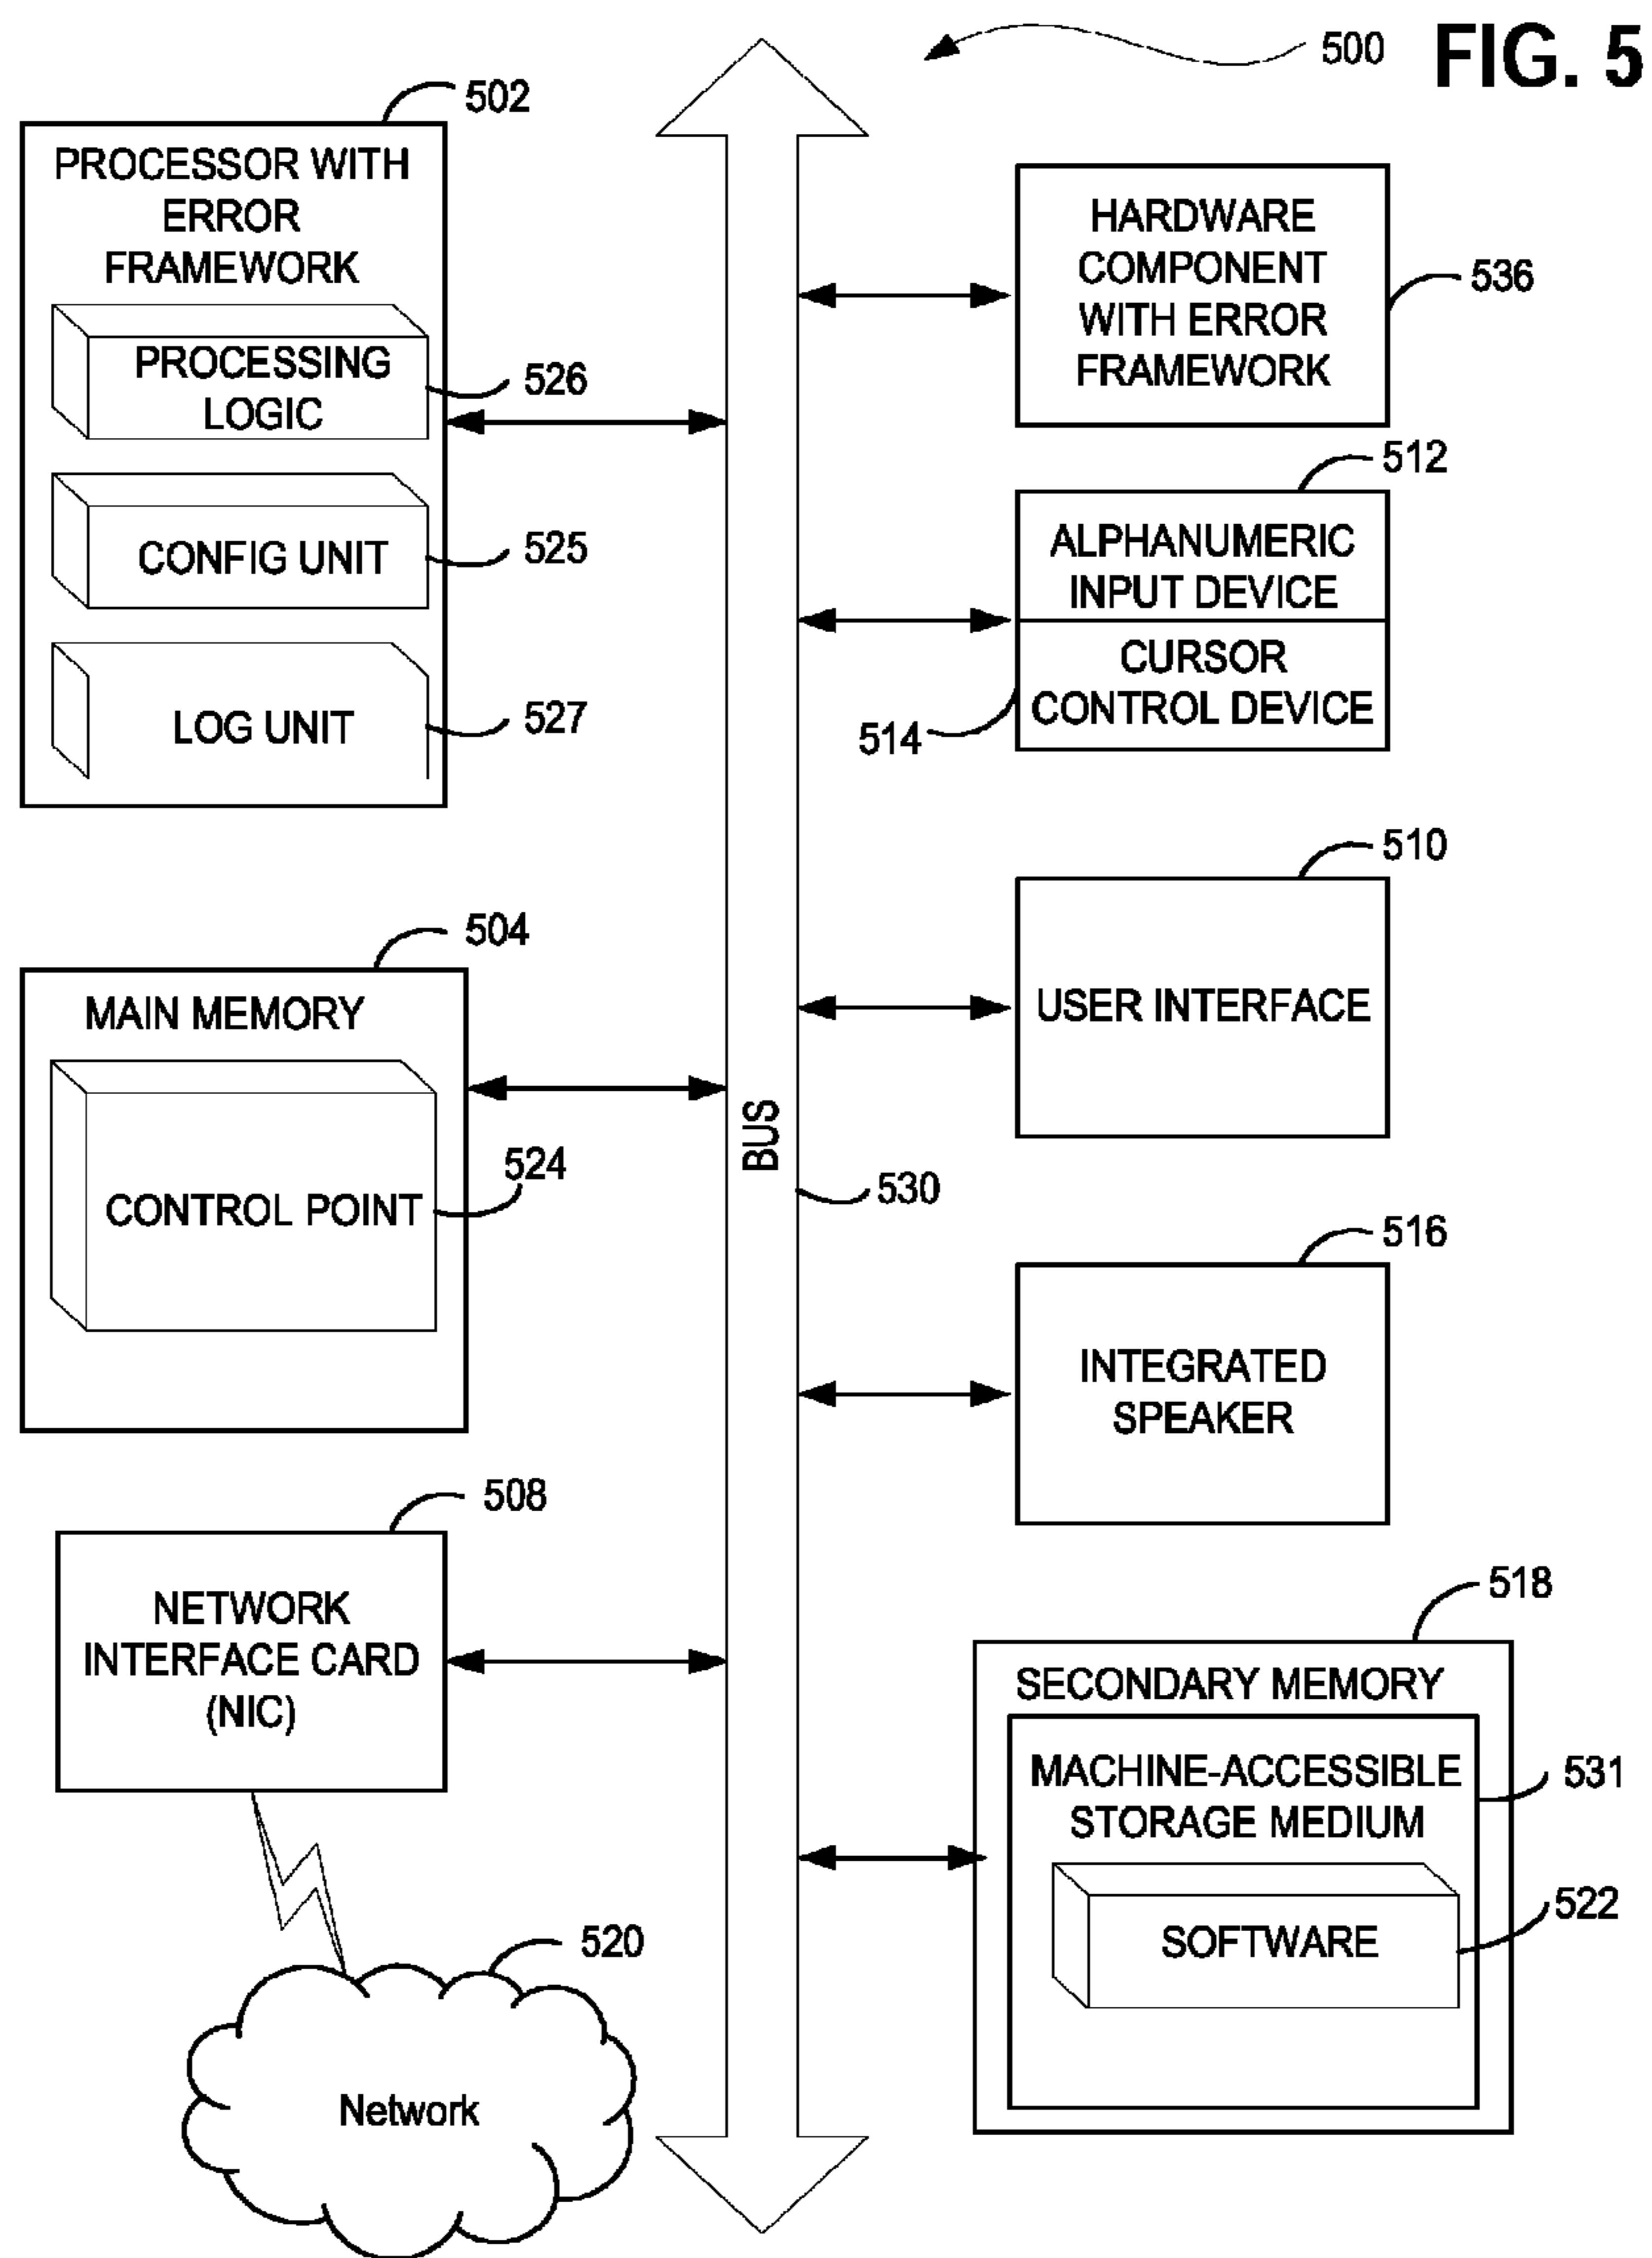 500
FIG. 5
502
PROCESSOR WITH
ERROR
FRAMEWORK
PROCESSING
LOGIC
526
CONFIG UNIT
525
LOG UNIT
527
HARDWARE
COMPONENT
WITH ERROR
FRAMEWORK
536
512
ALPHANUMERIC
INPUT DEVICE
CURSOR
CONTROL DEVICE
514
510
USER INTERFACE
504
MAIN MEMORY
CONTROL POINT
524
BUS
530
516
INTEGRATED
SPEAKER
508
NETWORK
INTERFACE CARD
(NIC)
518
SECONDARY MEMORY
MACHINE-ACCESSIBLE
STORAGE MEDIUM
531
SOFTWARE
522
520
Network